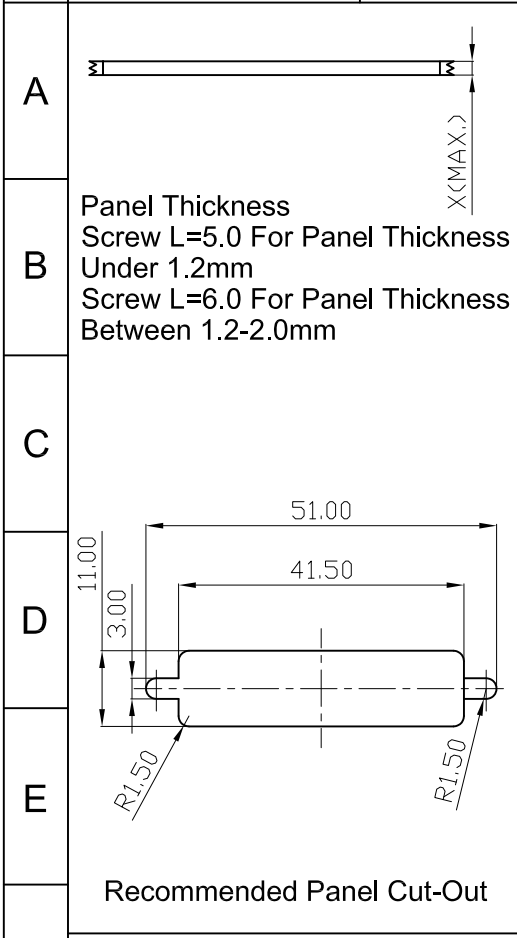 A
X(MAX.)
Panel Thickness
Screw L=5.0 For Panel Thickness
Under 1.2mm
B
Screw L=6.0 For Panel Thickness
Between 1.2-2.0mm
C
51.00
11.00
41.50
3.00
D
R1.50
R1.50
E
Recommended Panel Cut-Out